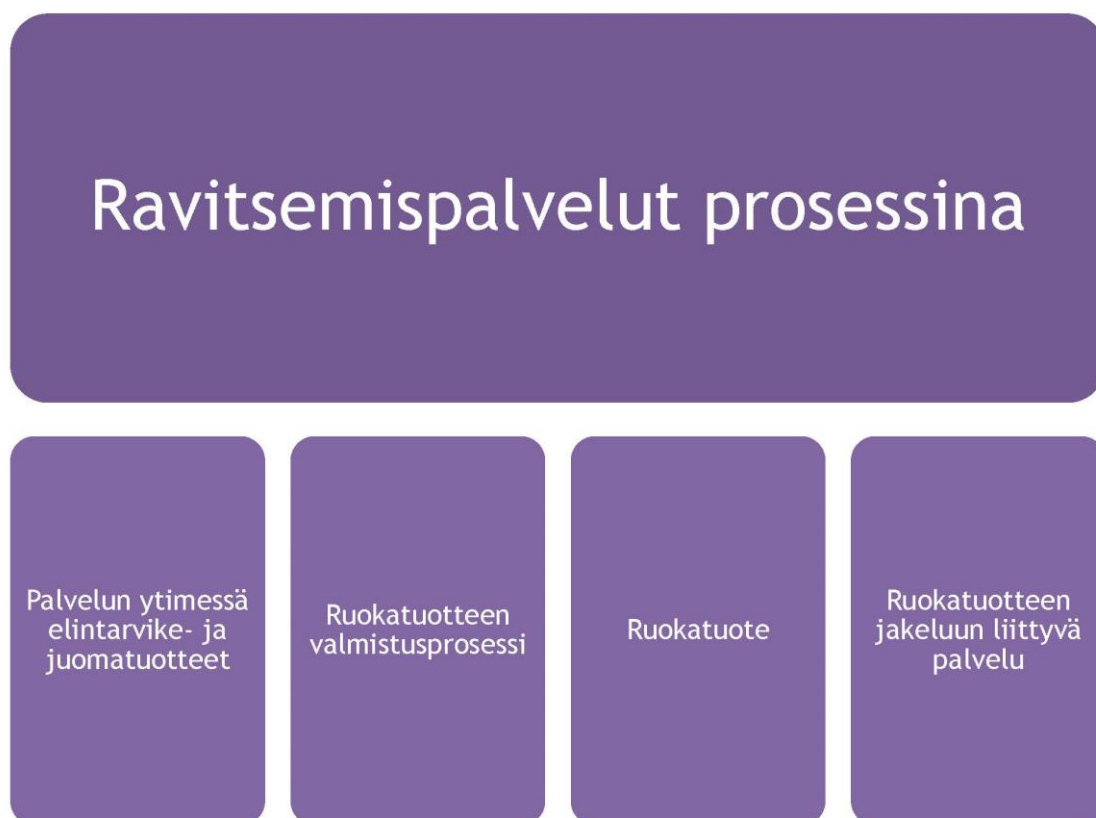 Ravitsemispalvelut prosessina
Palvelun ytimessä
elintarvike- ja
juomatuotteet
Ruokatuotteen
valmistusprosessi
Ruokatuote
Ruokatuotteen
jakeluun liittyvä
palvelu